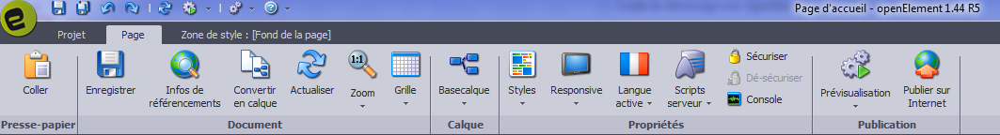 Page d'accueil - openElement 1.44 R5
Projet Page Zone de style : [Fond de la page]
Coller
Enregistrer
Infos de
référencements
Convertir
en calque
Actualiser
1:1
Zoom
Grille
Basecalque
Styles
Responsive
Langue
active
Scripts
serveur
Sécuriser
Dé-sécuriser
Console
Prévisualisation
Publier sur
Internet
Presse-papier Document Calque Propriétés Publication